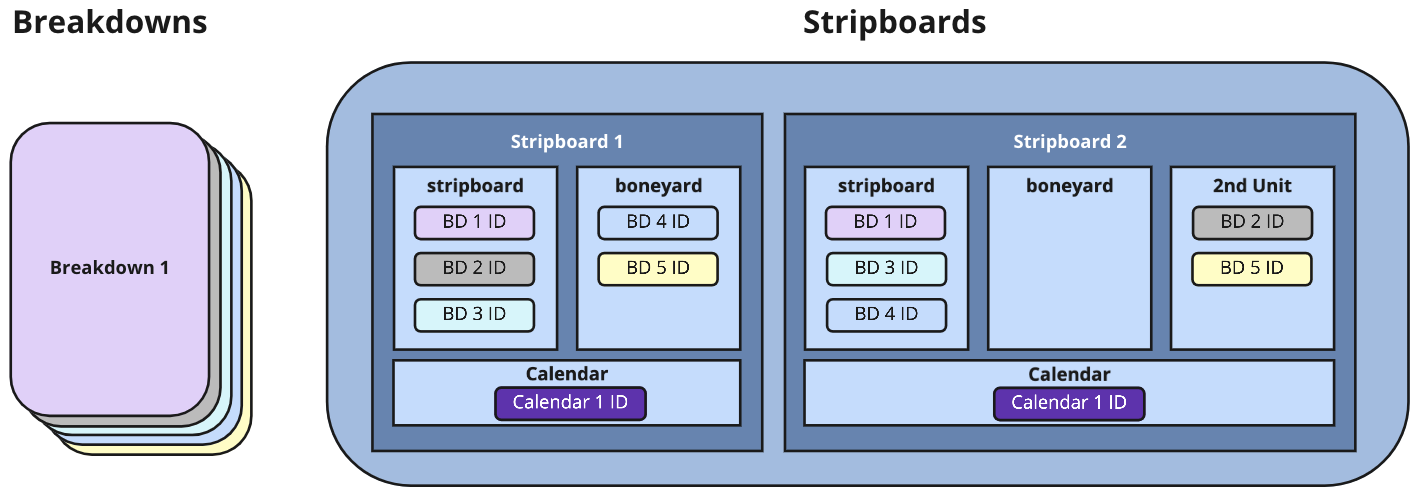 Breakdowns
Stripboards
Breakdown 1
Stripboard 1
stripboard
BD 1 ID
BD 2 ID
BD 3 ID
boneyard
BD 4 ID
BD 5 ID
Calendar
Calendar 1 ID
Stripboard 2
stripboard
BD 1 ID
BD 3 ID
BD 4 ID
boneyard
2nd Unit
BD 2 ID
BD 5 ID
Calendar
Calendar 1 ID